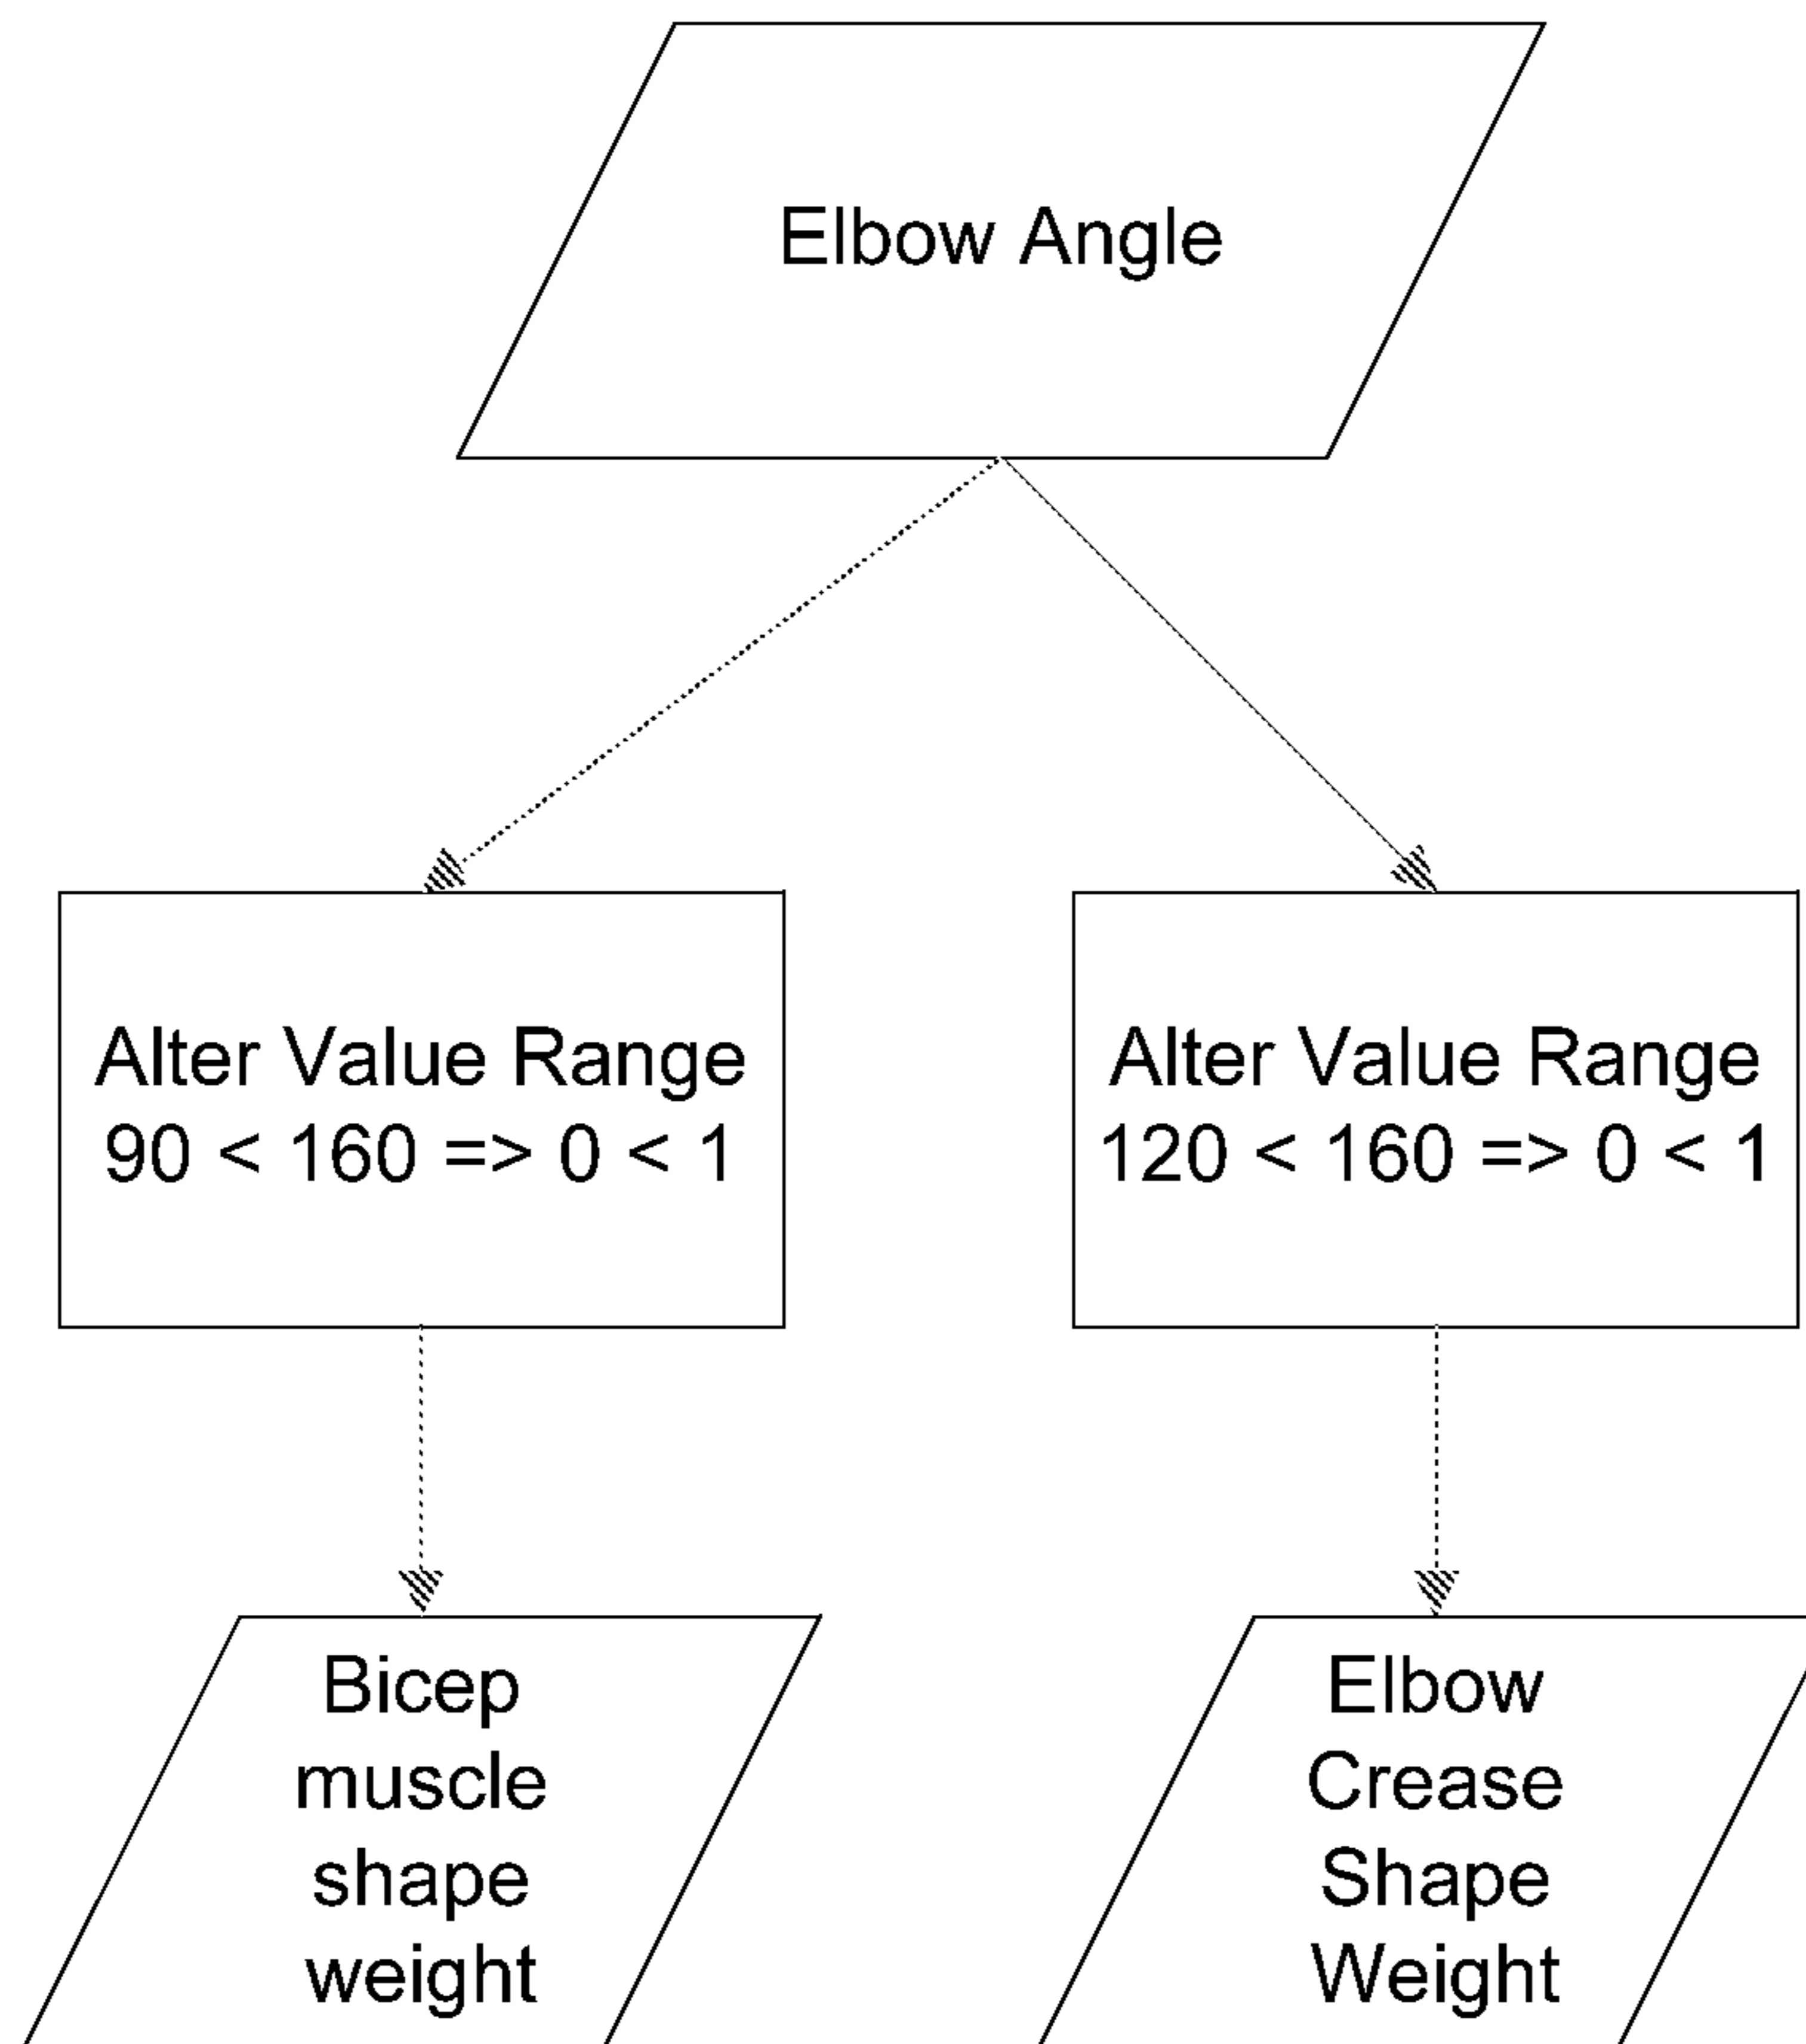 Elbow Angle
Alter Value Range
90 < 160 => 0 < 1
Alter Value Range
120 < 160 => 0 < 1
Bicep
muscle
shape
weight
Elbow
Crease
Shape
Weight